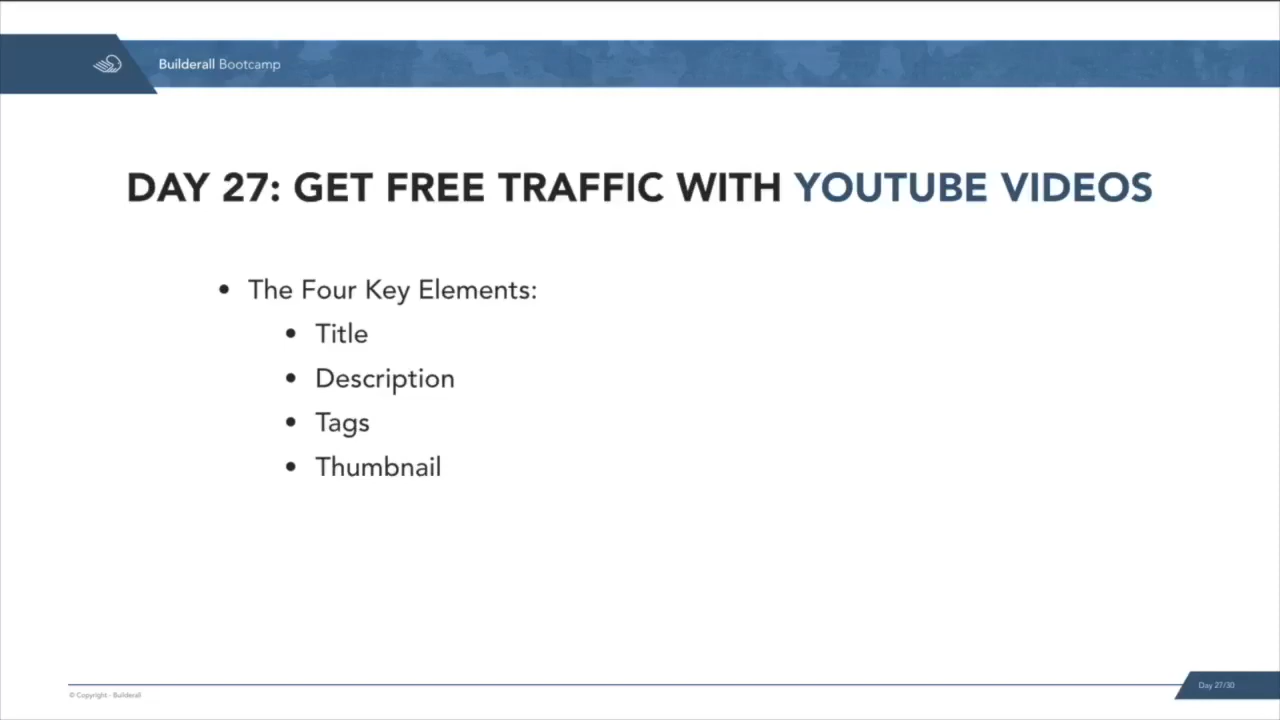 Builderall Bootcamp
DAY 27: GET FREE TRAFFIC WITH YOUTUBE VIDEOS
• The Four Key Elements:
• Title
• Description
• Tags
• Thumbnail
© Copyright - Builderall
Day 27/30